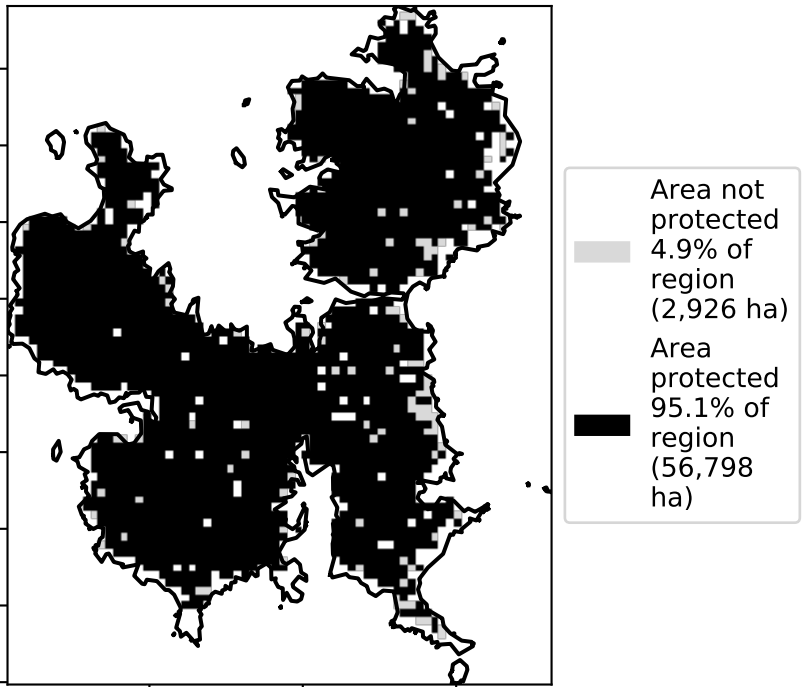 Area not
protected
4.9% of
region
(2,926 ha)
Area
protected
95.1% of
region
(56,798
ha)